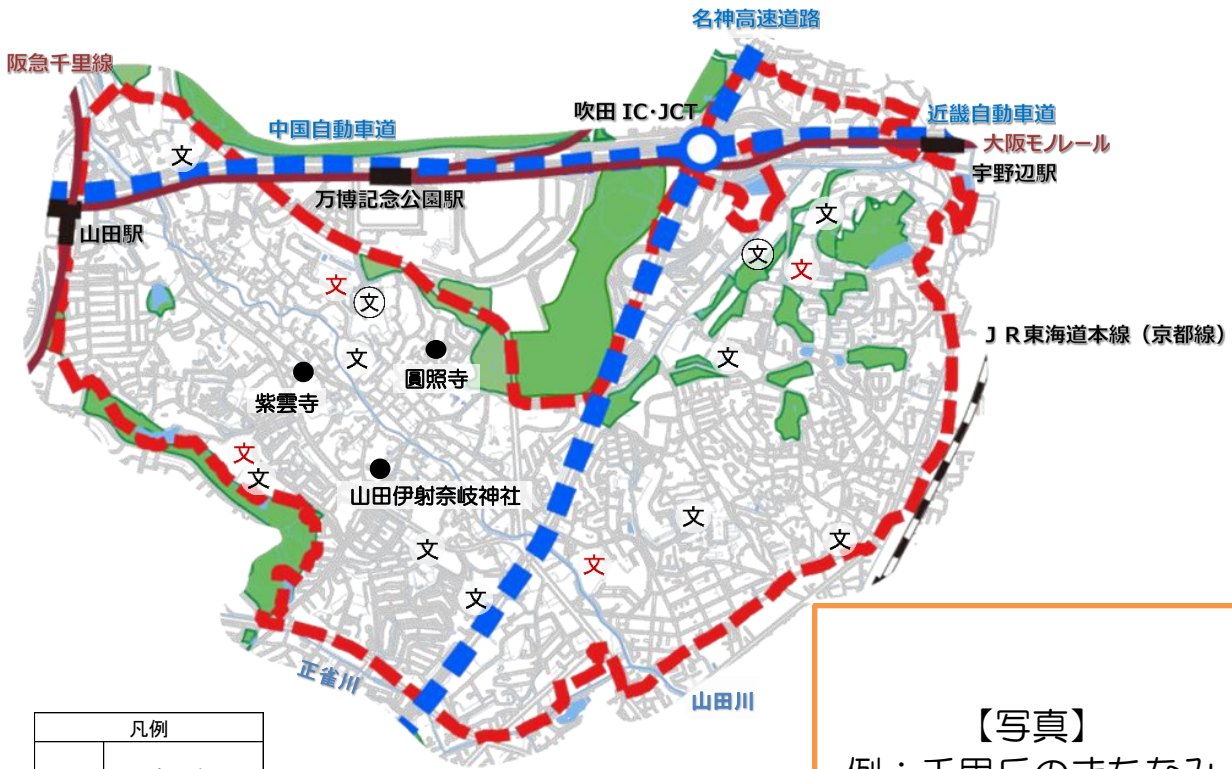 名神高速道路
阪急千里線
吹田 IC・JCT
近畿自動車道
中国自動車道
大阪モノレール
文
宇野辺駅
万博記念公園駅
文
山田駅
文
文
文
文
JR東海道本線（京都線）
文
文
圓照寺
紫雲寺
文
文
山田伊射奈岐神社
文
文
文
文
文
正雀川
山田川
凡例
【写真】